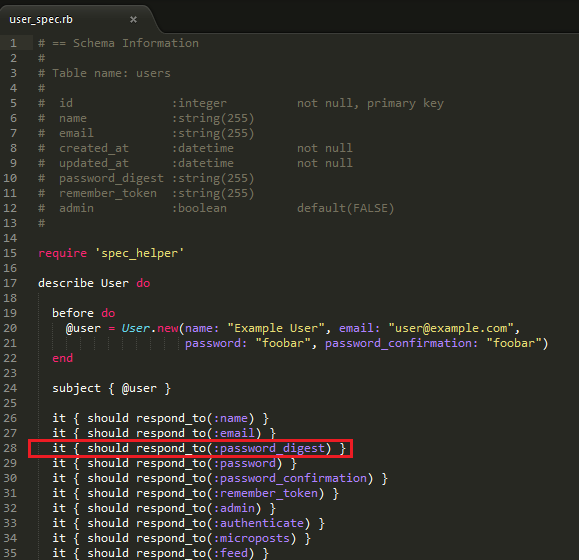 user_spec.rb ×
1 # == Schema Information
2 #
3 # Table name: users
4 #
5 #  id              :integer          not null, primary key
6 #  name            :string(255)
7 #  email           :string(255)
8 #  created_at      :datetime         not null
9 #  updated_at      :datetime         not null
10 #  password_digest :string(255)
11 #  remember_token  :string(255)
12 #  admin           :boolean          default(FALSE)
13 #
14
15 require 'spec_helper'
16
17 describe User do
18
19   before do
20     @user = User.new(name: "Example User", email: "user@example.com",
21                      password: "foobar", password_confirmation: "foobar")
22   end
23
24   subject { @user }
25
26   it { should respond_to(:name) }
27   it { should respond_to(:email) }
28   it { should respond_to(:password_digest) }
29   it { should respond_to(:password) }
30   it { should respond_to(:password_confirmation) }
31   it { should respond_to(:remember_token) }
32   it { should respond_to(:admin) }
33   it { should respond_to(:authenticate) }
34   it { should respond_to(:microposts) }
35   it { should respond_to(:feed) }